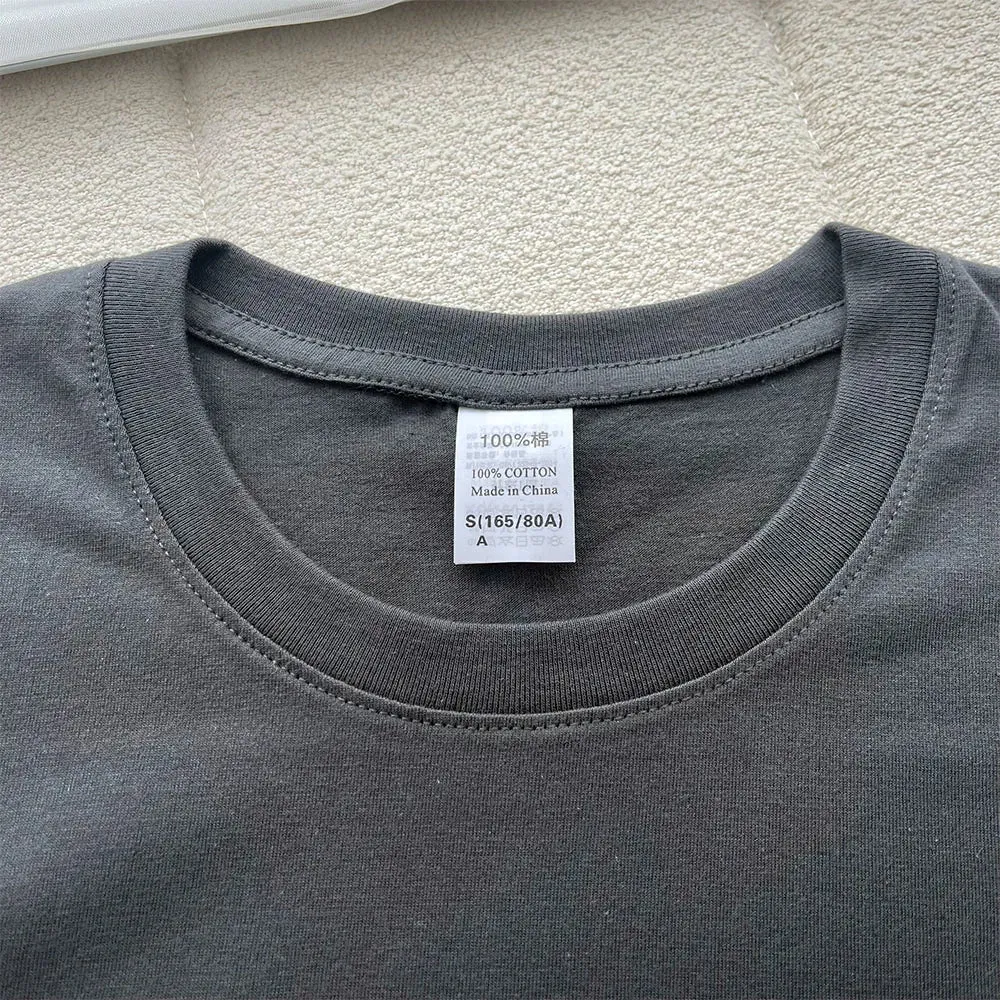 100%棉
100% COTTON
Made in China
S(165/80A)
A